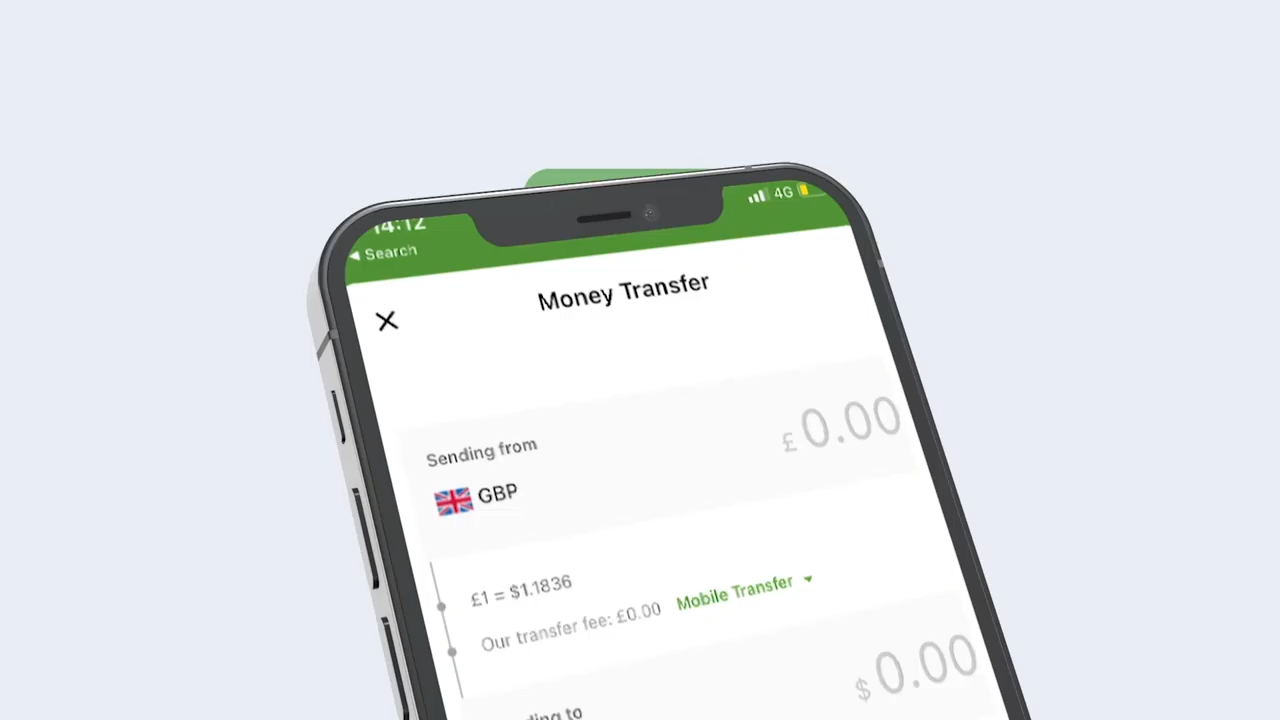 14:12
4G
◀ Search
Money Transfer
£ 0.00
Sending from
GBP
£1 = $1.1836
Our transfer fee: £0.00 Mobile Transfer
$ 0.00